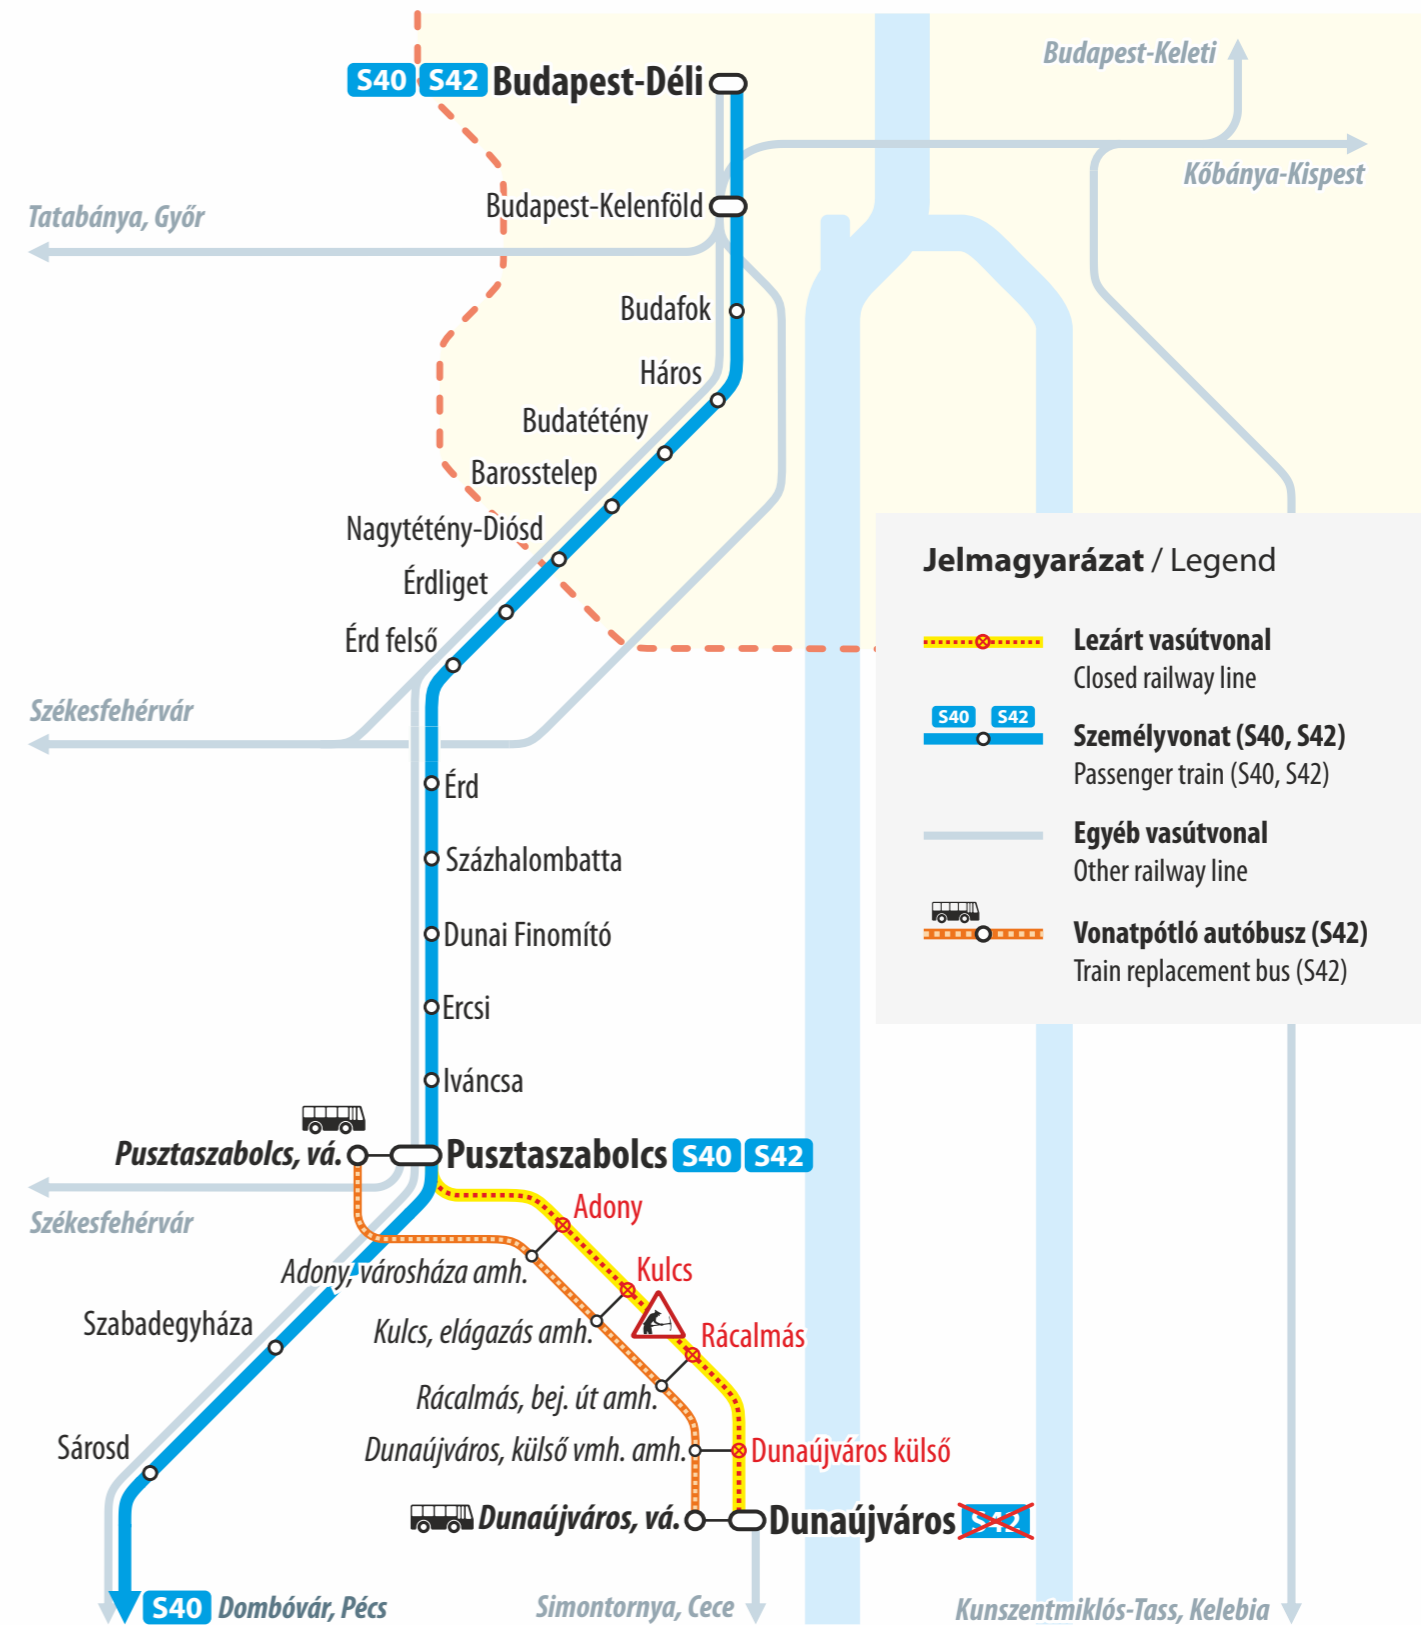 Budapest-Keleti
S40 S42 Budapest-Déli
Kőbánya-Kispest
Budapest-Kelenföld
Tatabánya, Győr
Budafok
Háros
Budatétény
Barosstelep
Nagytétény-Diósd
Érdliget
Érd felső
Székesfehérvár
Jelmagyarázat / Legend
Lezárt vasútvonal
Closed railway line
S40 S42
Személyvonat (S40, S42)
Passenger train (S40, S42)
Egyéb vasútvonal
Other railway line
Vonatpótló autóbusz (S42)
Train replacement bus (S42)
Érd
Százhalombatta
Dunai Finomító
Ercsi
Iváncsa
Pusztaszabolcs, vá.
Pusztaszabolcs S40 S42
Székesfehérvár
Adony
Adony, városháza amh.
Kulcs
Kulcs, elágazás amh.
Rácalmás
Rácalmás, bej. út amh.
Szabadegyháza
Sárosd
Dunaújváros, külső vmh. amh.
Dunaújváros külső
Dunaújváros, vá.
Dunaújváros S42
S40 Dombóvár, Pécs
Simontornya, Cece
Kunszentmiklós-Tass, Kelebia